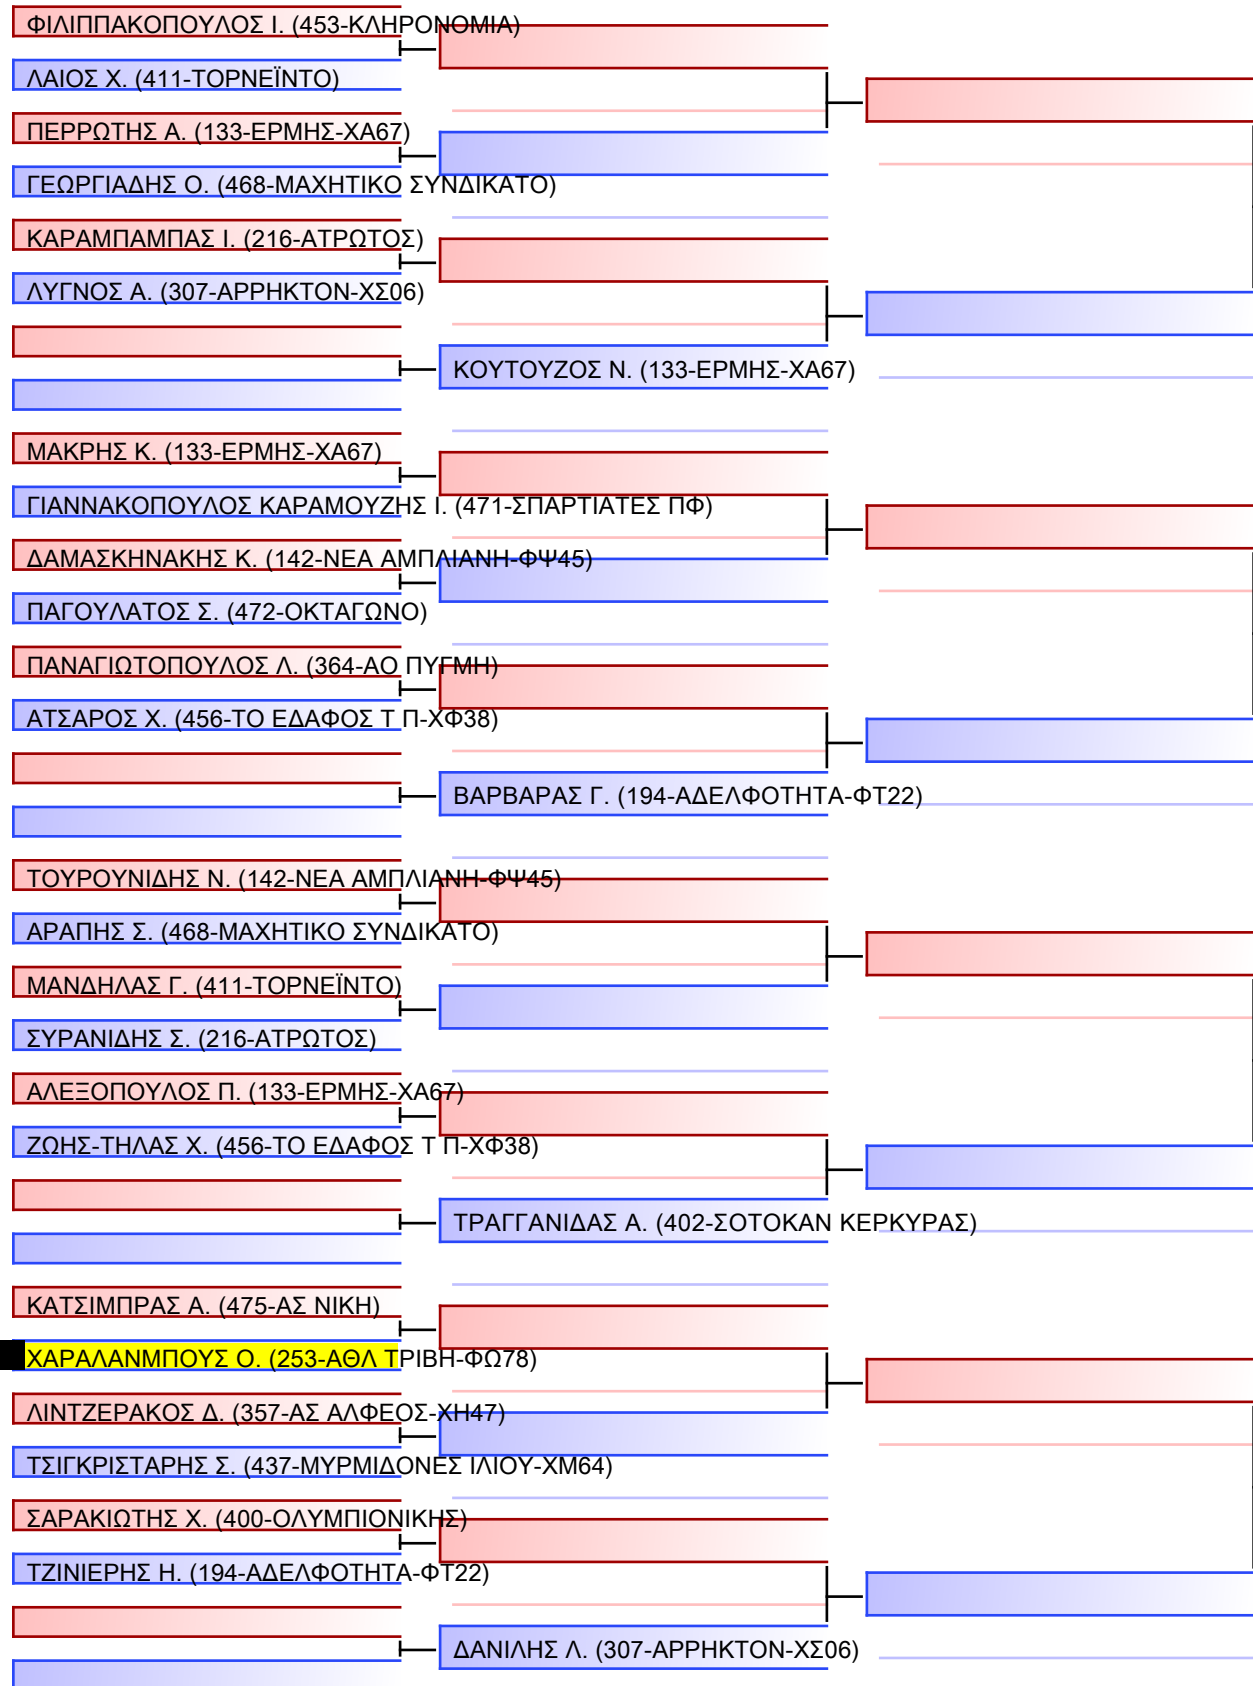 ΦΙΛΙΠΠΑΚΟΠΟΥΛΟΣ Ι. (453-ΚΛΗΡΟΝΟΜΙΑ)
ΛΑΙΟΣ Χ. (411-ΤΟΡΝΕΪΝΤΟ)
ΠΕΡΡΩΤΗΣ Α. (133-ΕΡΜΗΣ-ΧΑ67)
ΓΕΩΡΓΙΑΔΗΣ Ο. (468-ΜΑΧΗΤΙΚΟ ΣΥΝΔΙΚΑΤΟ)
ΚΑΡΑΜΠΑΜΠΑΣ Ι. (216-ΑΤΡΩΤΟΣ)
ΛΥΓΝΟΣ Α. (307-ΑΡΡΗΚΤΟΝ-ΧΣ06)
ΚΟΥΤΟΥΖΟΣ Ν. (133-ΕΡΜΗΣ-ΧΑ67)
ΜΑΚΡΗΣ Κ. (133-ΕΡΜΗΣ-ΧΑ67)
ΓΙΑΝΝΑΚΟΠΟΥΛΟΣ ΚΑΡΑΜΟΥΖΗΣ Ι. (471-ΣΠΑΡΤΙΑΤΕΣ ΠΦ)
ΔΑΜΑΣΚΗΝΑΚΗΣ Κ. (142-ΝΕΑ ΑΜΠΛΙΑΝΗ-ΦΨ45)
ΠΑΓΟΥΛΑΤΟΣ Σ. (472-ΟΚΤΑΓΩΝΟ)
ΠΑΝΑΓΙΩΤΟΠΟΥΛΟΣ Λ. (364-ΑΟ ΠΥΓΜΗ)
ΑΤΣΑΡΟΣ Χ. (456-ΤΟ ΕΔΑΦΟΣ Τ Π-ΧΦ38)
ΒΑΡΒΑΡΑΣ Γ. (194-ΑΔΕΛΦΟΤΗΤΑ-ΦΤ22)
ΤΟΥΡΟΥΝΙΔΗΣ Ν. (142-ΝΕΑ ΑΜΠΛΙΑΝΗ-ΦΨ45)
ΑΡΑΠΗΣ Σ. (468-ΜΑΧΗΤΙΚΟ ΣΥΝΔΙΚΑΤΟ)
ΜΑΝΔΗΛΑΣ Γ. (411-ΤΟΡΝΕΪΝΤΟ)
ΣΥΡΑΝΙΔΗΣ Σ. (216-ΑΤΡΩΤΟΣ)
ΑΛΕΞΟΠΟΥΛΟΣ Π. (133-ΕΡΜΗΣ-ΧΑ67)
ΖΩΗΣ-ΤΗΛΑΣ Χ. (456-ΤΟ ΕΔΑΦΟΣ Τ Π-ΧΦ38)
ΤΡΑΓΓΑΝΙΔΑΣ Α. (402-ΣΟΤΟΚΑΝ ΚΕΡΚΥΡΑΣ)
ΚΑΤΣΙΜΠΡΑΣ Α. (475-ΑΣ ΝΙΚΗ)
ΧΑΡΑΛΑΝΜΠΟΥΣ Ο. (253-ΑΘΛ ΤΡΙΒΗ-ΦΩ78)
ΛΙΝΤΖΕΡΑΚΟΣ Δ. (357-ΑΣ ΑΛΦΕΟΣ-ΧΗ47)
ΤΣΙΓΚΡΙΣΤΑΡΗΣ Σ. (437-ΜΥΡΜΙΔΟΝΕΣ ΙΛΙΟΥ-ΧΜ64)
ΣΑΡΑΚΙΩΤΗΣ Χ. (400-ΟΛΥΜΠΙΟΝΙΚΗΣ)
ΤΖΙΝΙΕΡΗΣ Η. (194-ΑΔΕΛΦΟΤΗΤΑ-ΦΤ22)
ΔΑΝΙΛΗΣ Λ. (307-ΑΡΡΗΚΤΟΝ-ΧΣ06)